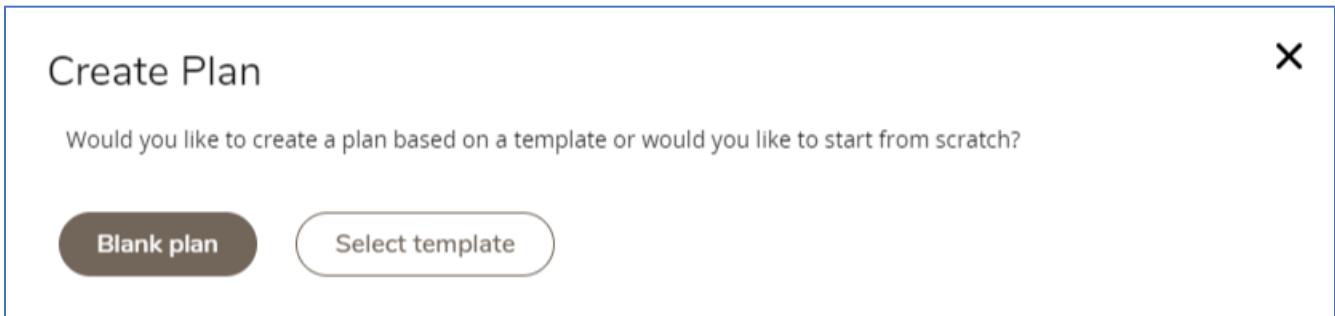 Create Plan
Would you like to create a plan based on a template or would you like to start from scratch?
Blank plan
Select template